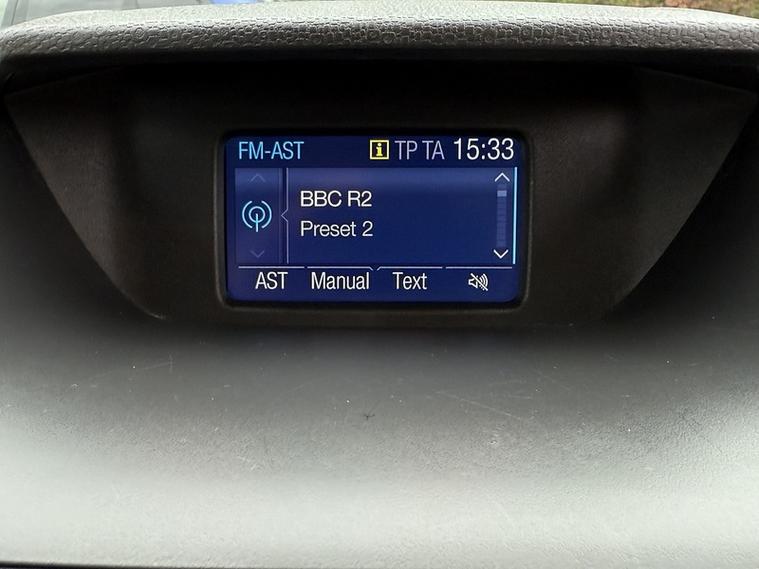 FM-AST i TP TA 15:33
BBC R2
Preset 2
AST Manual Text